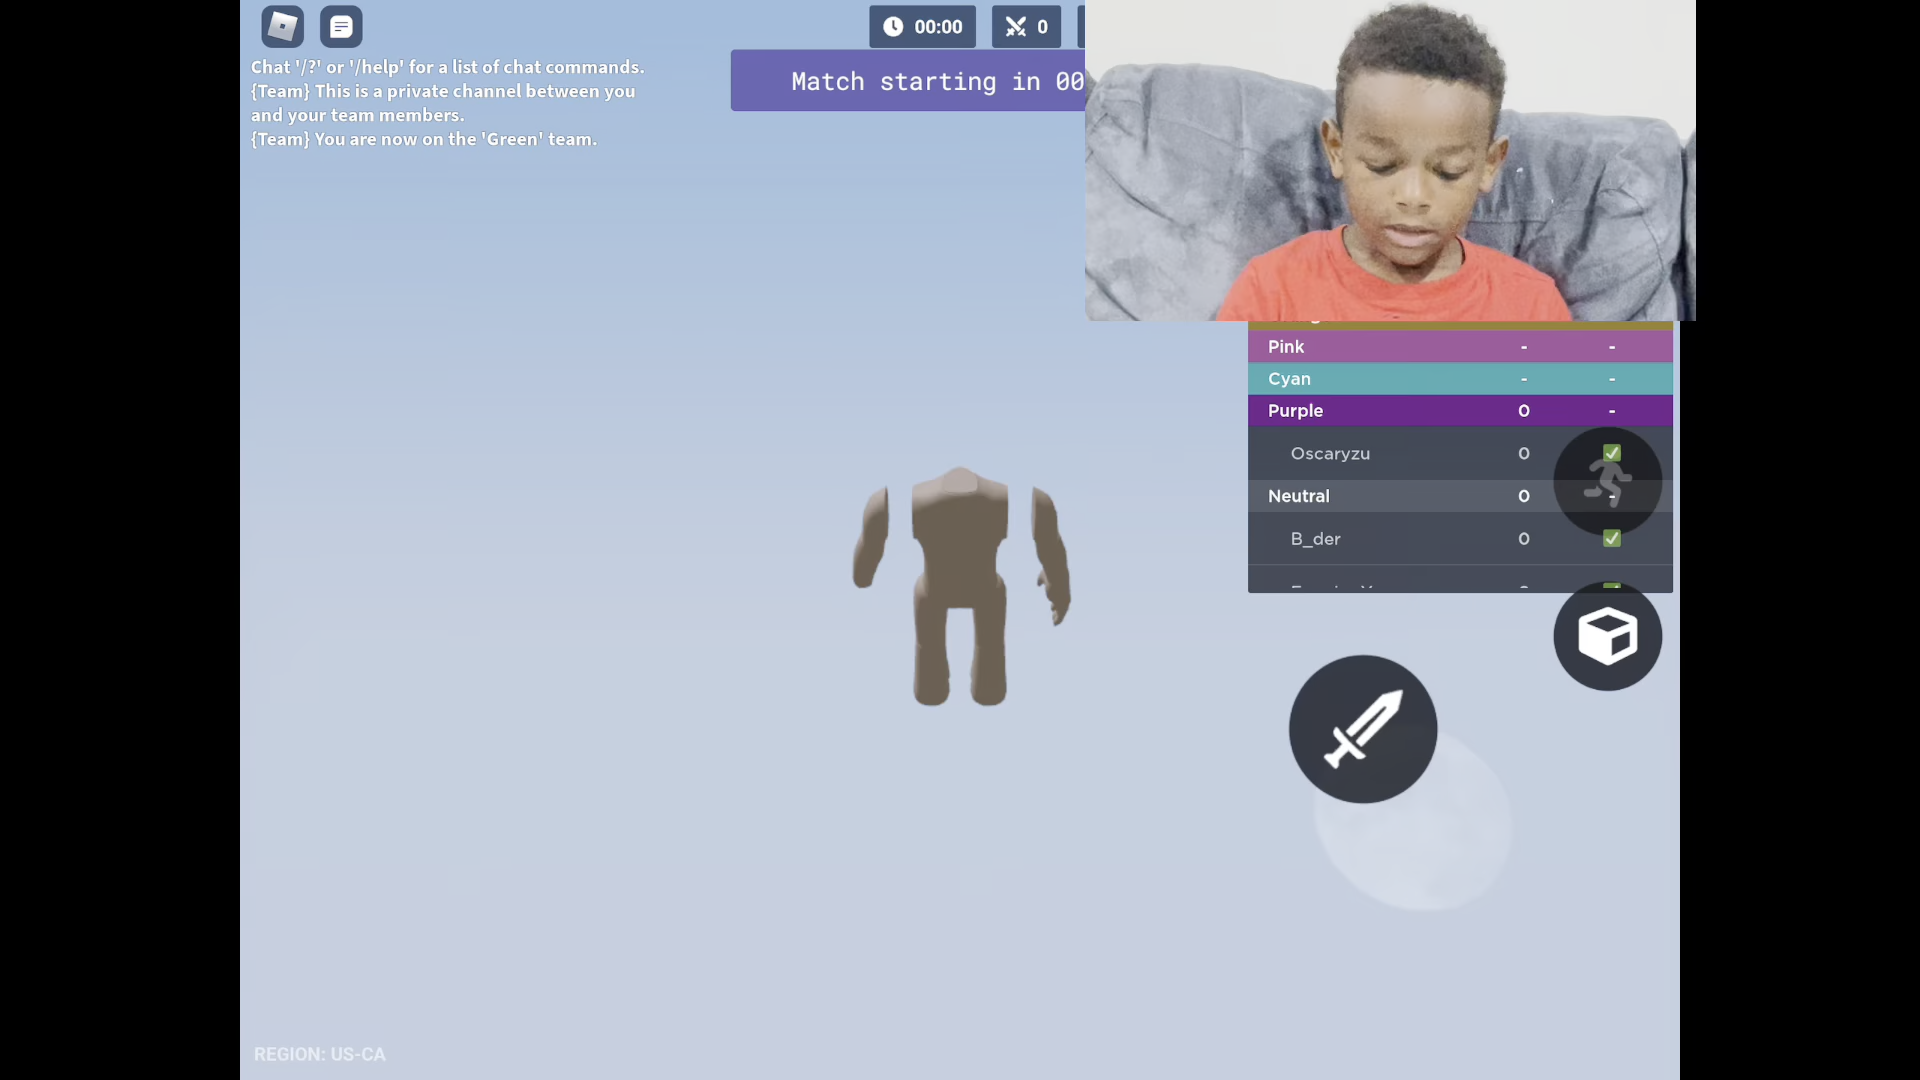 00:00
0
Chat '/?' or '/help' for a list of chat commands.
{Team} This is a private channel between you
and your team members.
{Team} You are now on the 'Green' team.
Match starting in 00
Pink - -
Cyan - -
Purple 0 -
Oscaryzu 0
Neutral 0 -
B_der 0
REGION: US-CA